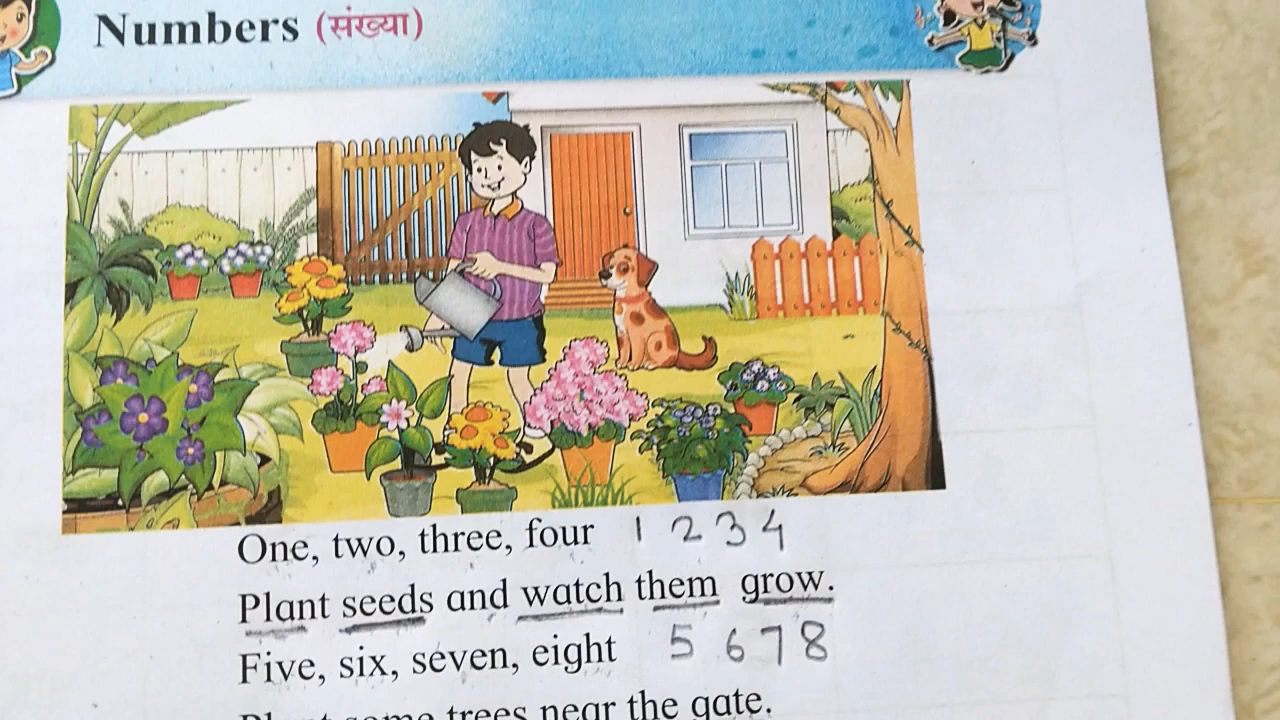 Numbers (संख्या)
One, two, three, four 1 2 3 4
Plant seeds and watch them grow.
Five, six, seven, eight 5 6 7 8
Plant some trees near the gate.